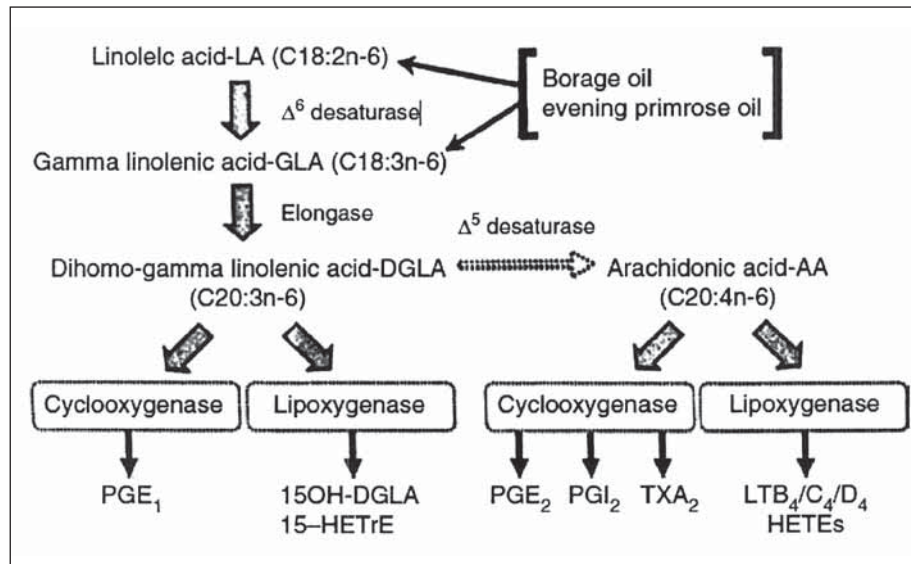 Linolelc acid-LA (C18:2n-6)
Borage oil
evening primrose oil
Δ⁶ desaturase
Gamma linolenic acid-GLA (C18:3n-6)
Elongase
Δ⁵ desaturase
Dihomo-gamma linolenic acid-DGLA
(C20:3n-6)
Arachidonic acid-AA
(C20:4n-6)
Cyclooxygenase
Lipoxygenase
Cyclooxygenase
Lipoxygenase
PGE₁
15OH-DGLA
15–HETrE
PGE₂
PGI₂
TXA₂
LTB₄/C₄/D₄
HETEs